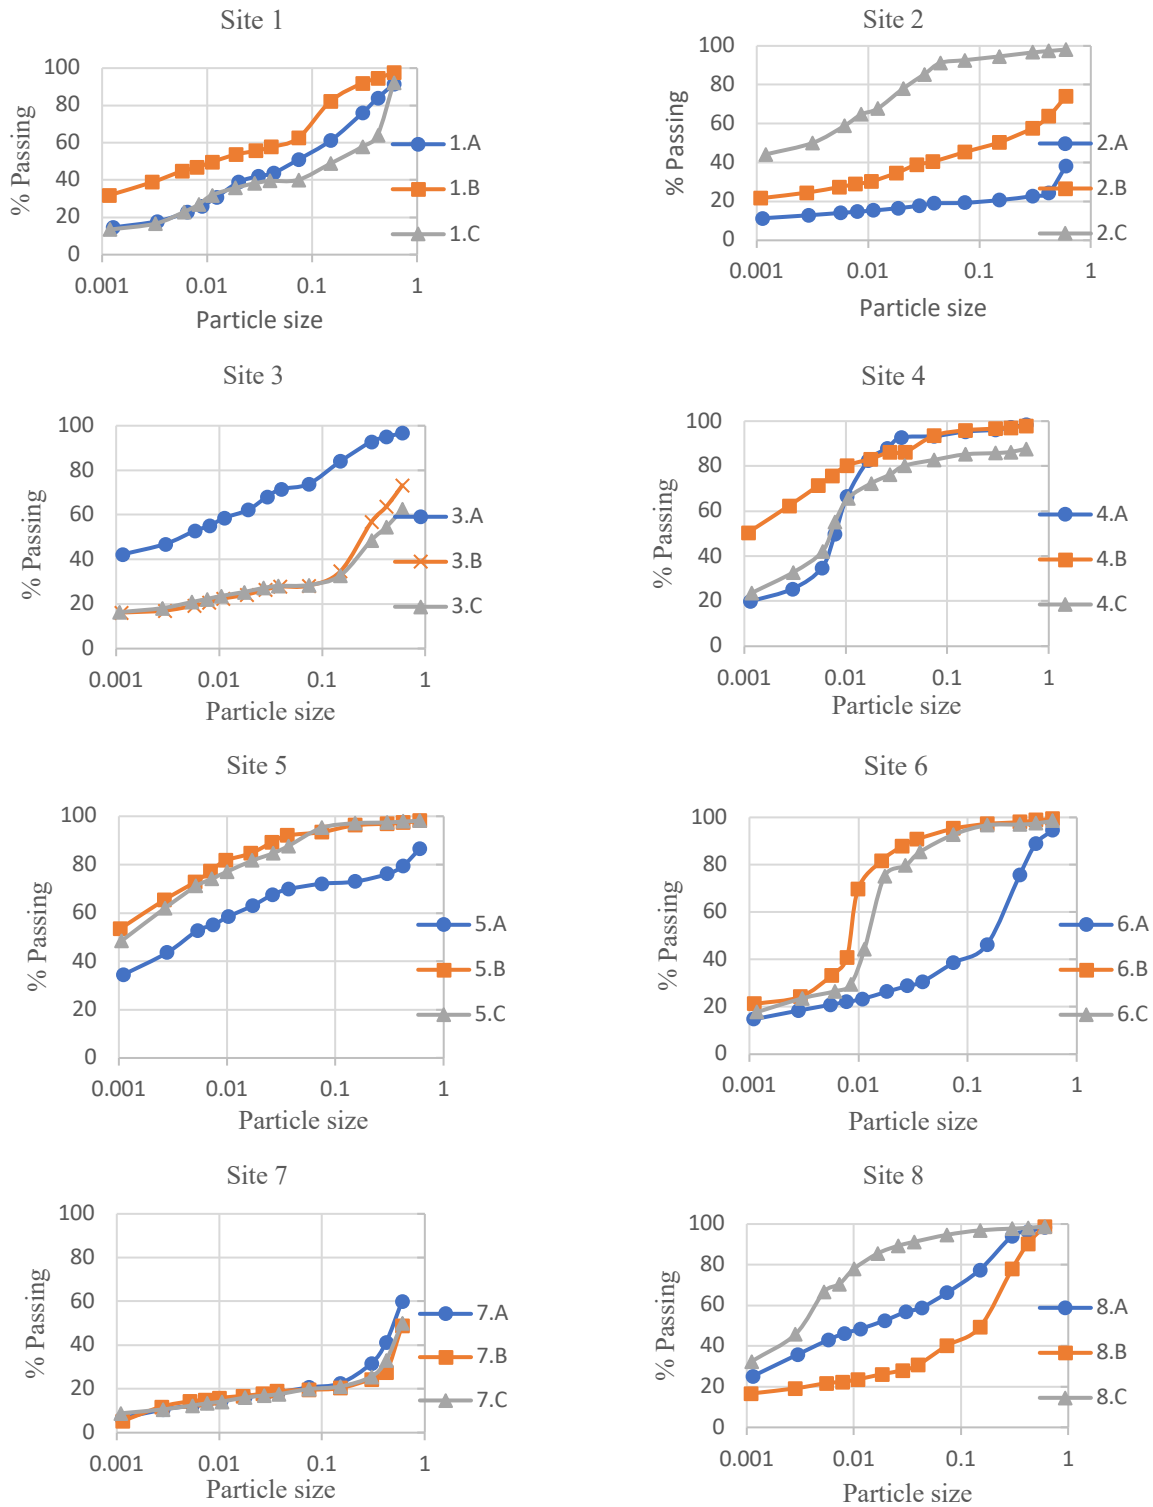 Site 1
% Passing
100
80
60
40
20
0
0.001 0.01 0.1 1
Particle size
1.A
1.B
1.C
Site 2
% Passing
100
80
60
40
20
0
0.001 0.01 0.1 1
Particle size
2.A
2.B
2.C
Site 3
% Passing
100
80
60
40
20
0
0.001 0.01 0.1 1
Particle size
3.A
3.B
3.C
Site 4
% Passing
100
80
60
40
20
0
0.001 0.01 0.1 1
Particle size
4.A
4.B
4.C
Site 5
% Passing
100
80
60
40
20
0
0.001 0.01 0.1 1
Particle size
5.A
5.B
5.C
Site 6
% Passing
100
80
60
40
20
0
0.001 0.01 0.1 1
Particle size
6.A
6.B
6.C
Site 7
% Passing
100
80
60
40
20
0
0.001 0.01 0.1 1
Particle size
7.A
7.B
7.C
Site 8
% Passing
100
80
60
40
20
0
0.001 0.01 0.1 1
Particle size
8.A
8.B
8.C